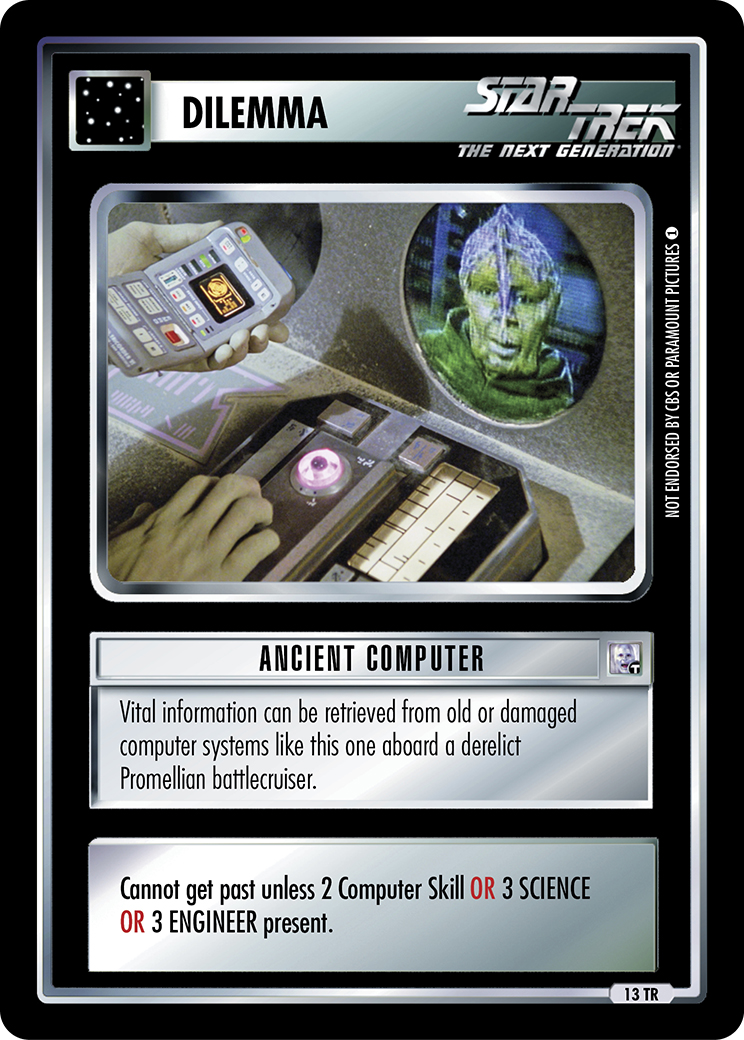 DILEMMA
STAR TREK
THE NEXT GENERATION
NOT ENDORSED BY CBS OR PARAMOUNT PICTURES 1
ANCIENT COMPUTER
T
Vital information can be retrieved from old or damaged
computer systems like this one aboard a derelict
Promellian battlecruiser.
Cannot get past unless 2 Computer Skill OR 3 SCIENCE
OR 3 ENGINEER present.
13 TR